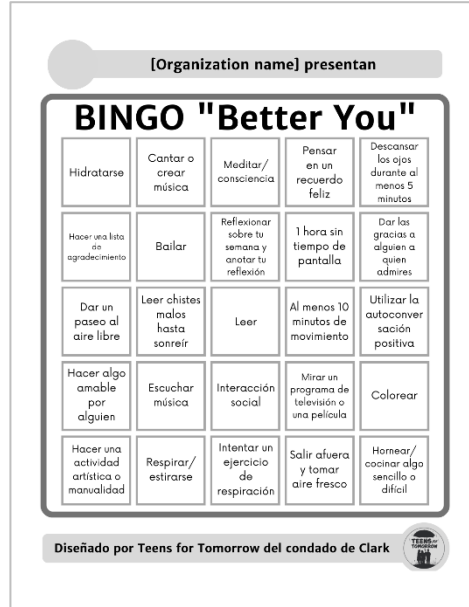 [Organization name] presentan
BINGO "Better You"
Hidratarse
Cantar o
crear
música
Meditar/
consciencia
Pensar
en un
recuerdo
feliz
Descansar
los ojos
durante al
menos 5
minutos
Hacer una lista
de
agradecimiento
Bailar
Reflexionar
sobre tu
semana y
anotar tu
reflexión
1 hora sin
tiempo de
pantalla
Dar las
gracias a
alguien a
quien
admires
Dar un
paseo al
aire libre
Leer chistes
malos
hasta
sonreír
Leer
Al menos 10
minutos de
movimiento
Utilizar la
autoconver
sación
positiva
Hacer algo
amable
por
alguien
Escuchar
música
Interacción
social
Mirar un
programa de
televisión o
una película
Colorear
Hacer una
actividad
artística o
manualidad
Respirar/
estirarse
Intentar un
ejercicio
de
respiración
Salir afuera
y tomar
aire fresco
Hornear/
cocinar algo
sencillo o
difícil
Diseñado por Teens for Tomorrow del condado de Clark
TEENS for
TOMORROW